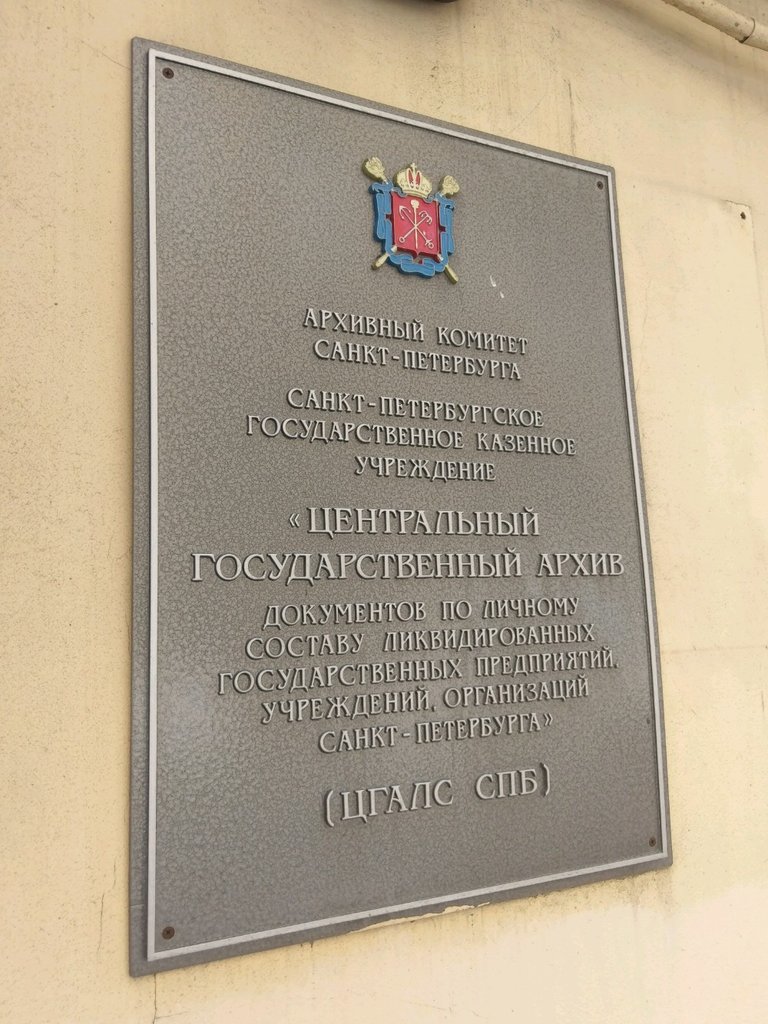 АРХИВНЫЙ КОМИТЕТ
САНКТ-ПЕТЕРБУРГА
САНКТ-ПЕТЕРБУРГСКОЕ
ГОСУДАРСТВЕННОЕ КАЗЕННОЕ
УЧРЕЖДЕНИЕ
«ЦЕНТРАЛЬНЫЙ
ГОСУДАРСТВЕННЫЙ АРХИВ
ДОКУМЕНТОВ ПО ЛИЧНОМУ
СОСТАВУ ЛИКВИДИРОВАННЫХ
ГОСУДАРСТВЕННЫХ ПРЕДПРИЯТИЙ,
УЧРЕЖДЕНИЙ, ОРГАНИЗАЦИЙ
САНКТ-ПЕТЕРБУРГА»
(ЦГАЛС СПБ)